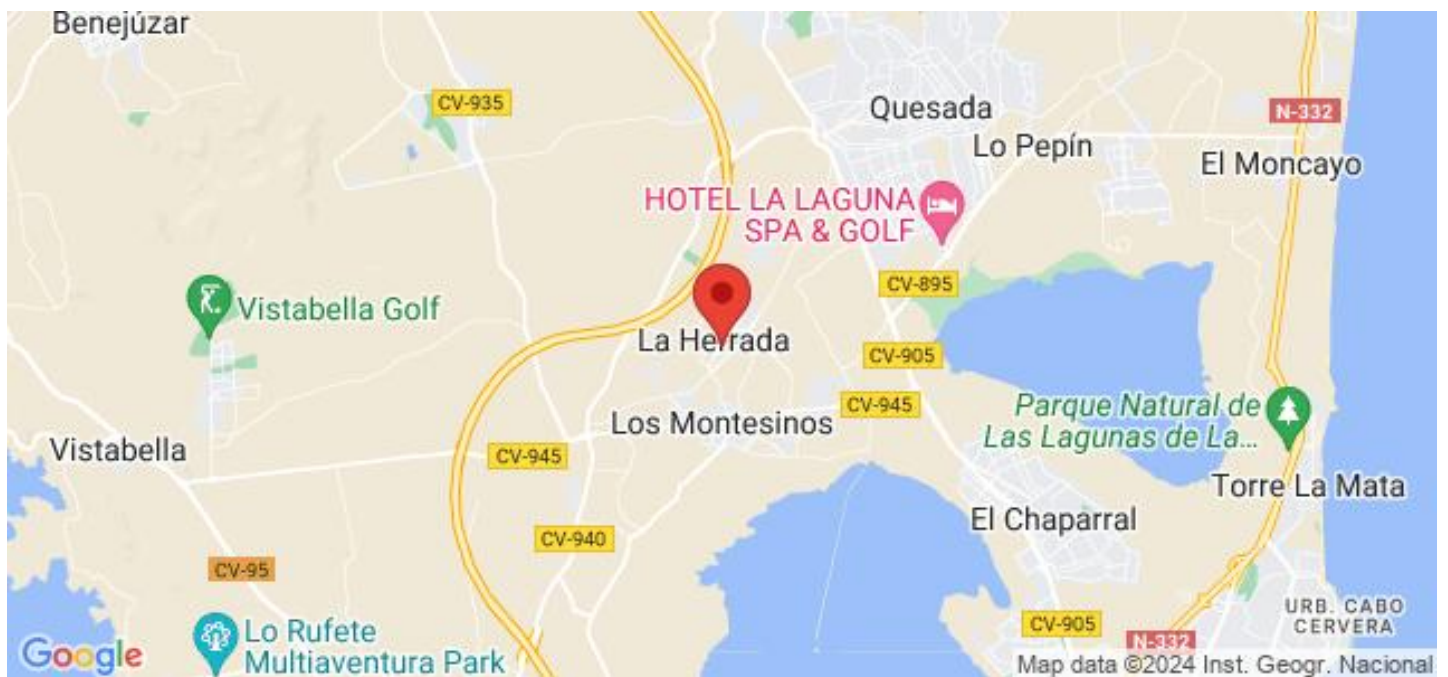 Benejúzar
CV-935
Quesada
N-332
Lo Pepín
El Moncayo
HOTEL LA LAGUNA
SPA & GOLF
CV-895
Vistabella Golf
La Herrada
CV-905
CV-945
Parque Natural de
Las Lagunas de La...
Los Montesinos
Vistabella
CV-945
Torre La Mata
El Chaparral
CV-940
CV-95
URB. CABO
CERVERA
Lo Rufete
Multiaventura Park
CV-905
N-332
Google
Map data ©2024 Inst. Geogr. Nacional